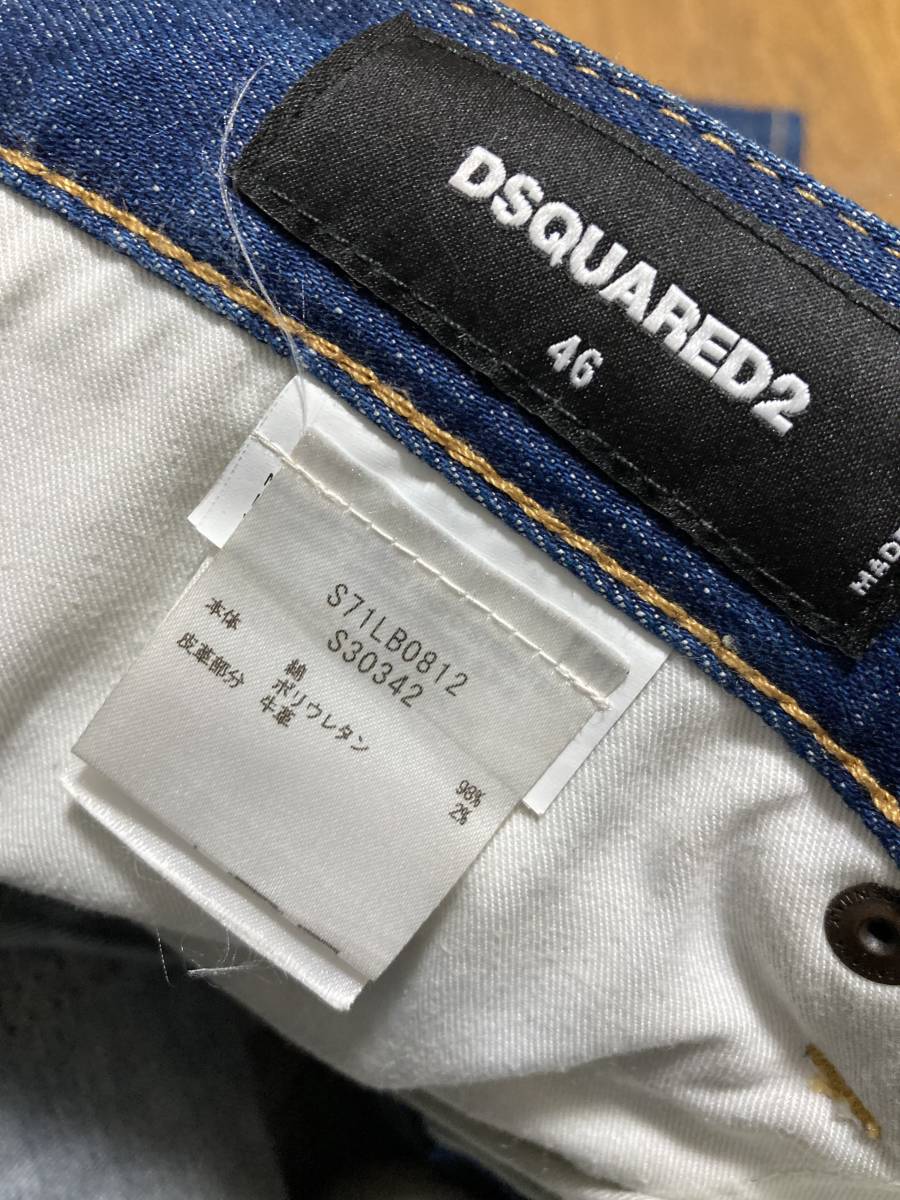 DSQUARED2
46
MADE
S71LB0812
S30342
本体 綿 98%
ポリウレタン 2%
皮革部分 牛革